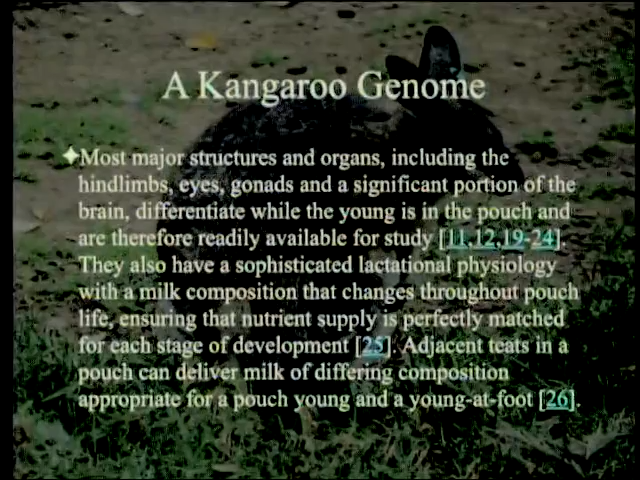 A Kangaroo Genome
✦Most major structures and organs, including the
hindlimbs, eyes, gonads and a significant portion of the
brain, differentiate while the young is in the pouch and
are therefore readily available for study [11,12,19-24].
They also have a sophisticated lactational physiology
with a milk composition that changes throughout pouch
life, ensuring that nutrient supply is perfectly matched
for each stage of development [25]. Adjacent teats in a
pouch can deliver milk of differing composition
appropriate for a pouch young and a young-at-foot [26].